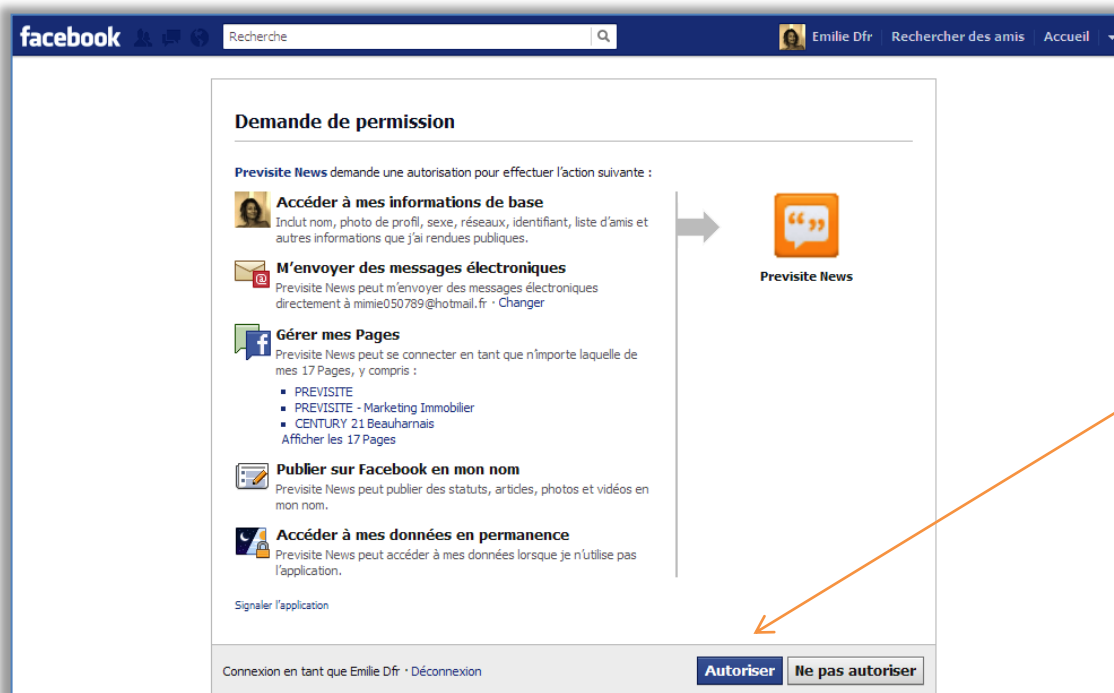 facebook Recherche Emilie Dfr Rechercher des amis Accueil
Demande de permission
Previsite News demande une autorisation pour effectuer l'action suivante :
Accéder à mes informations de base
Inclut nom, photo de profil, sexe, réseaux, identifiant, liste d'amis et
autres informations que j'ai rendues publiques.
M'envoyer des messages électroniques
Previsite News peut m'envoyer des messages électroniques
directement à mimie050789@hotmail.fr · Changer
Gérer mes Pages
Previsite News peut se connecter en tant que n'importe laquelle de
mes 17 Pages, y compris :
PREVISITE
PREVISITE - Marketing Immobilier
CENTURY 21 Beauharnais
Afficher les 17 Pages
Publier sur Facebook en mon nom
Previsite News peut publier des statuts, articles, photos et vidéos en
mon nom.
Accéder à mes données en permanence
Previsite News peut accéder à mes données lorsque je n'utilise pas
l'application.
Signaler l'application
“ ”
Previsite News
Connexion en tant que Emilie Dfr · Déconnexion Autoriser Ne pas autoriser